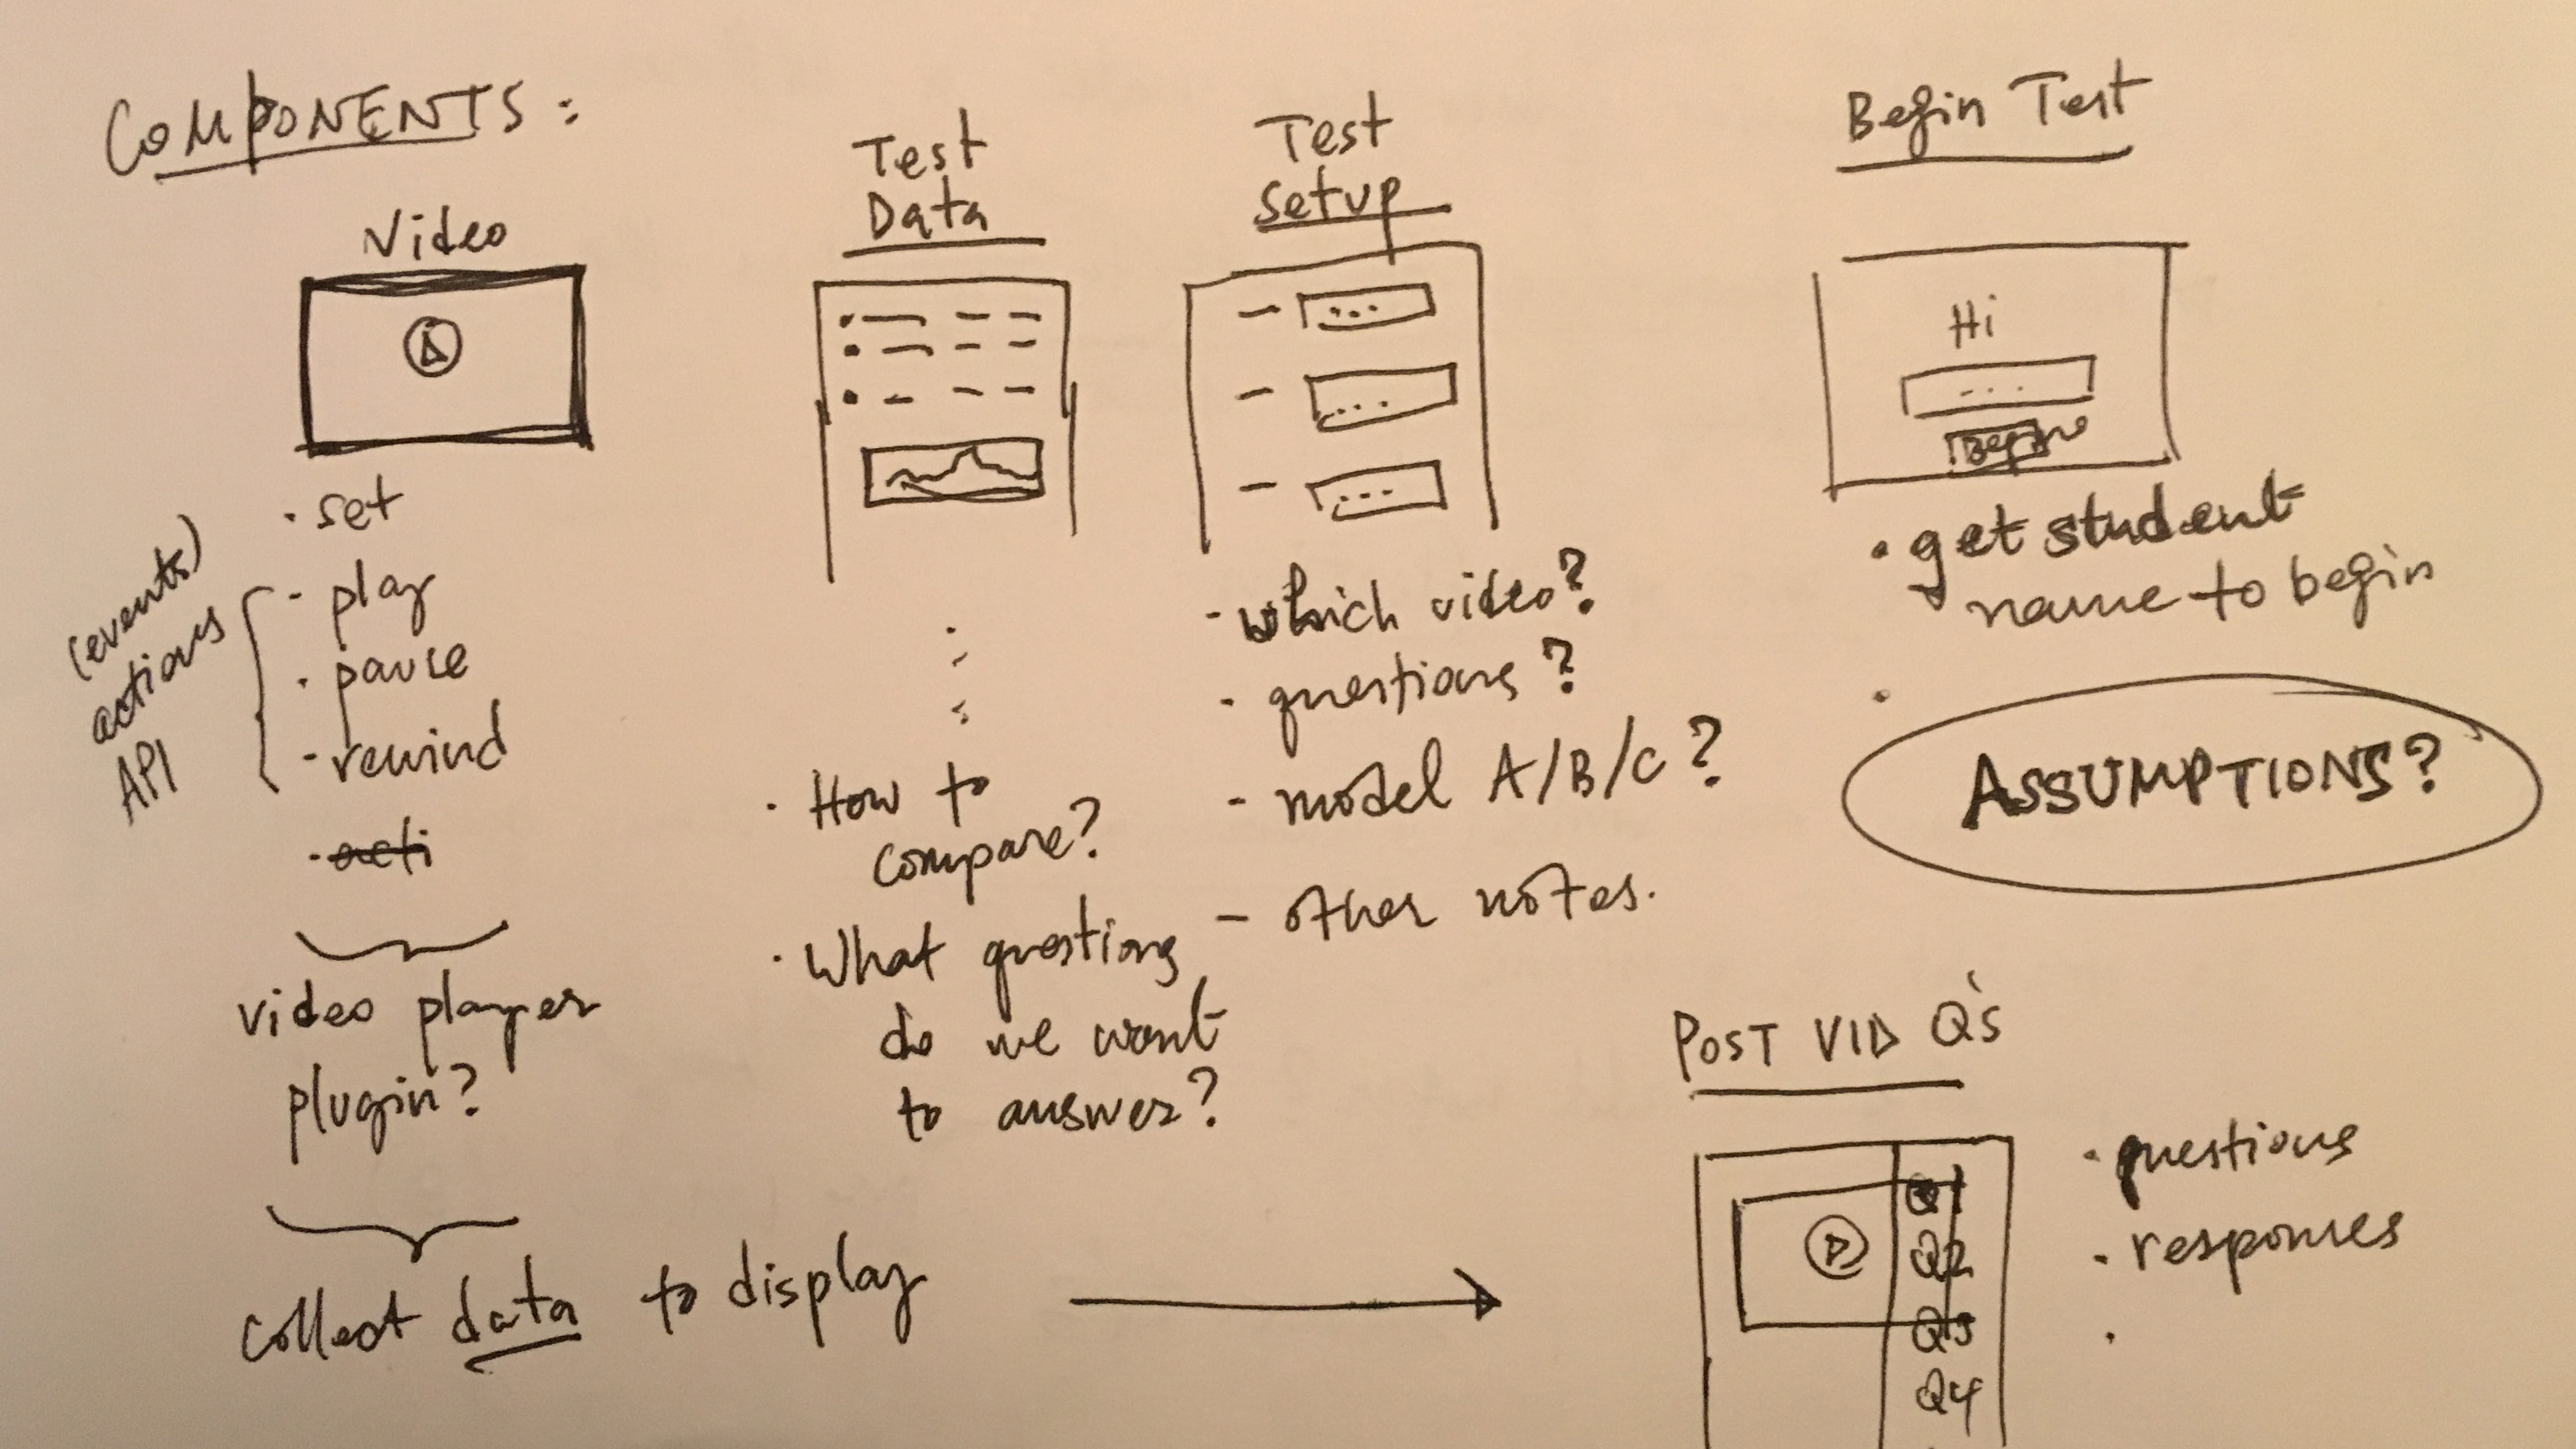 COMPONENTS:
Video
· set
- play
· pause
- rewind
· acti
(events)
actions
API
video player
plugin?
collect data to display
Test
Data
· How to
compare?
· What questions
do we want
to answer?
Test
Setup
...
...
...
- which video?
- questions?
- model A/B/C?
- other notes.
Begin Test
Hi
...
Begin
· get student
name to begin
ASSUMPTIONS?
POST VID Q's
Q1
Q2
Q3
Q4
· questions
· responses